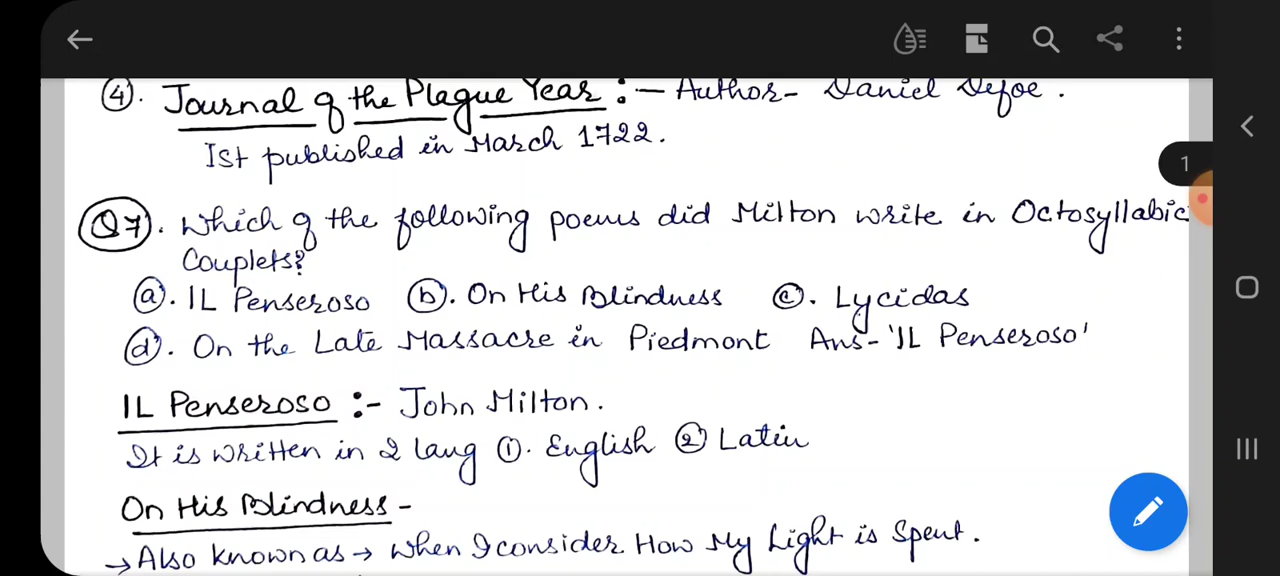 ④. Journal of the Plague Year :- Author- Daniel Defoe.
Ist published in March 1722.
1
Q7. Which of the following poems did Milton write in Octosyllabic
Couplets?
ⓐ. IL Penseroso ⓑ. On His Blindness ⓒ. Lycidas
ⓓ. On the Late Massacre in Piedmont Ans- 'IL Penseroso'
IL Penseroso :- John Milton.
It is written in 2 lang ①. English ② Latin
On His Blindness -
→ Also known as → When I consider How My Light is Spent.